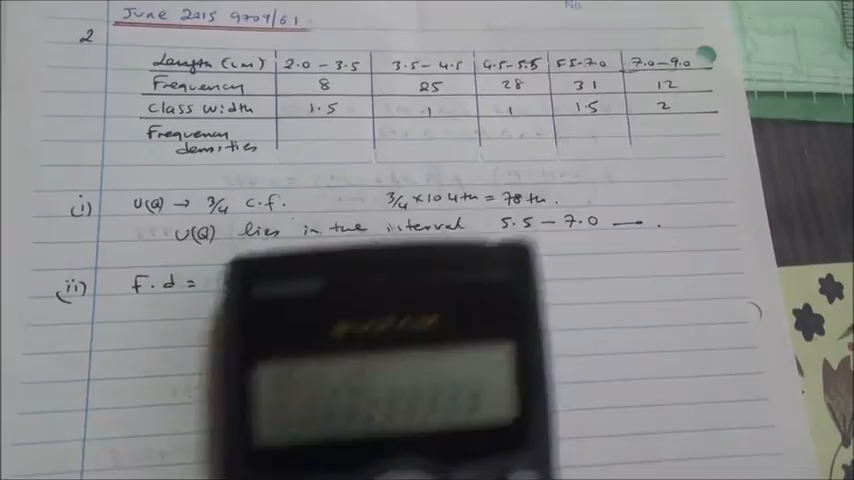 June 2015 9709/61
No
2
Length (cm) 2.0 – 3.5 3.5 – 4.5 4.5 – 5.5 5.5 – 7.0 7.0 – 9.0
Frequency 8 25 28 31 12
Class width 1.5 1 1 1.5 2
Frequency
densities
i) U(Q) → 3/4 c.f. 3/4 × 104th = 78th.
U(Q) lies in the interval 5.5 – 7.0 — .
(ii) f.d =